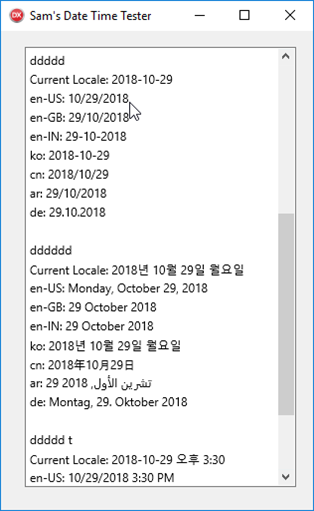 DX Sam's Date Time Tester
ddddd
Current Locale: 2018-10-29
en-US: 10/29/2018
en-GB: 29/10/2018
en-IN: 29-10-2018
ko: 2018-10-29
cn: 2018/10/29
ar: 29/10/2018
de: 29.10.2018
dddddd
Current Locale: 2018년 10월 29일 월요일
en-US: Monday, October 29, 2018
en-GB: 29 October 2018
en-IN: 29 October 2018
ko: 2018년 10월 29일 월요일
cn: 2018年10月29日
ar: 29 تشرين الأول, 2018
de: Montag, 29. Oktober 2018
ddddd t
Current Locale: 2018-10-29 오후 3:30
en-US: 10/29/2018 3:30 PM